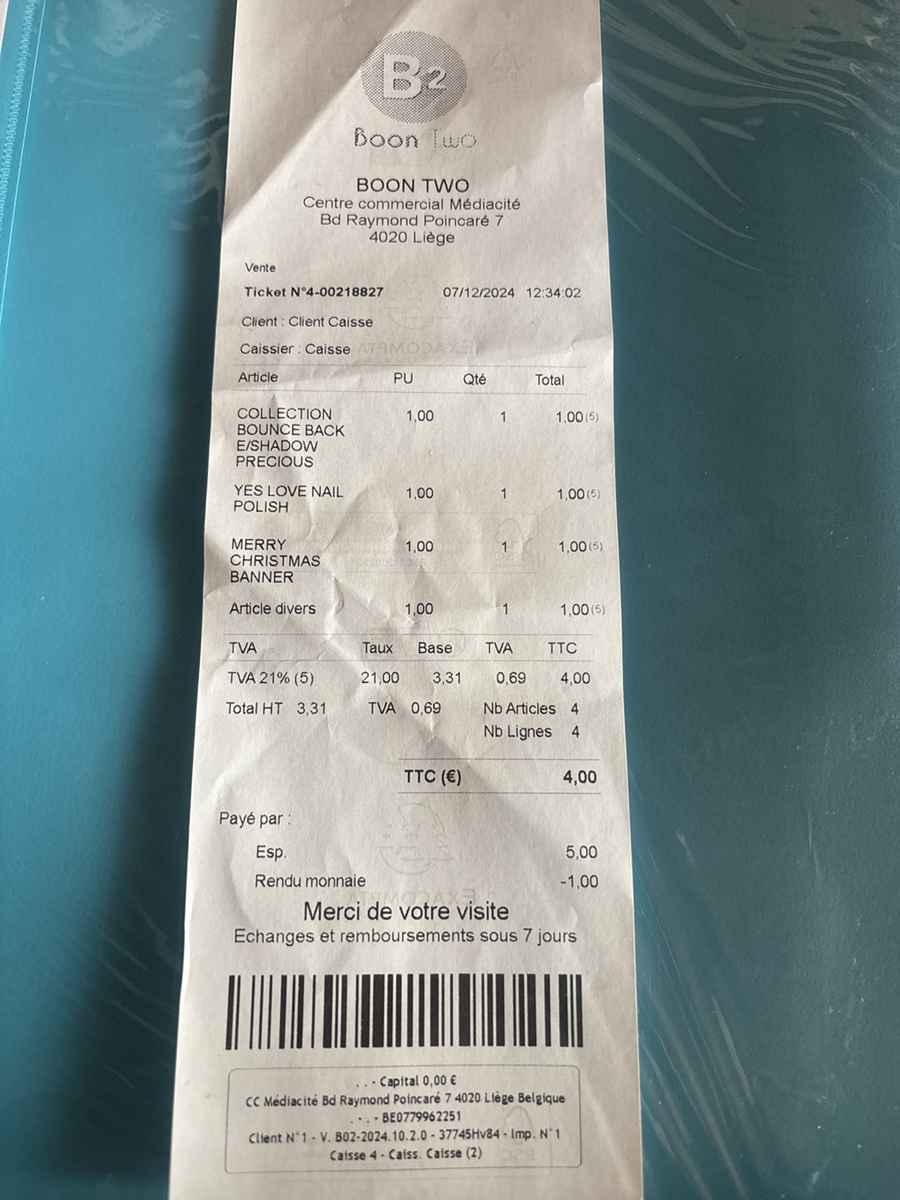 B2
Boon Two
BOON TWO
Centre commercial Médiacité
Bd Raymond Poincaré 7
4020 Liège
Vente
Ticket N°4-00218827 07/12/2024 12:34:02
Client : Client Caisse
Caissier : Caisse
Article PU Qté Total
COLLECTION 1,00 1 1,00 (5)
BOUNCE BACK
E/SHADOW
PRECIOUS
YES LOVE NAIL 1,00 1 1,00 (5)
POLISH
MERRY 1,00 1 1,00 (5)
CHRISTMAS
BANNER
Article divers 1,00 1 1,00 (5)
TVA Taux Base TVA TTC
TVA 21% (5) 21,00 3,31 0,69 4,00
Total HT 3,31 TVA 0,69 Nb Articles 4
Nb Lignes 4
TTC (€) 4,00
Payé par :
Esp. 5,00
Rendu monnaie -1,00
Merci de votre visite
Echanges et remboursements sous 7 jours
. . - Capital 0,00 €
CC Médiacité Bd Raymond Poincaré 7 4020 Liège Belgique
. - . - BE0779962251
Client N°1 - V. B02-2024.10.2.0 - 37745Hv84 - Imp. N°1
Caisse 4 - Caiss. Caisse (2)